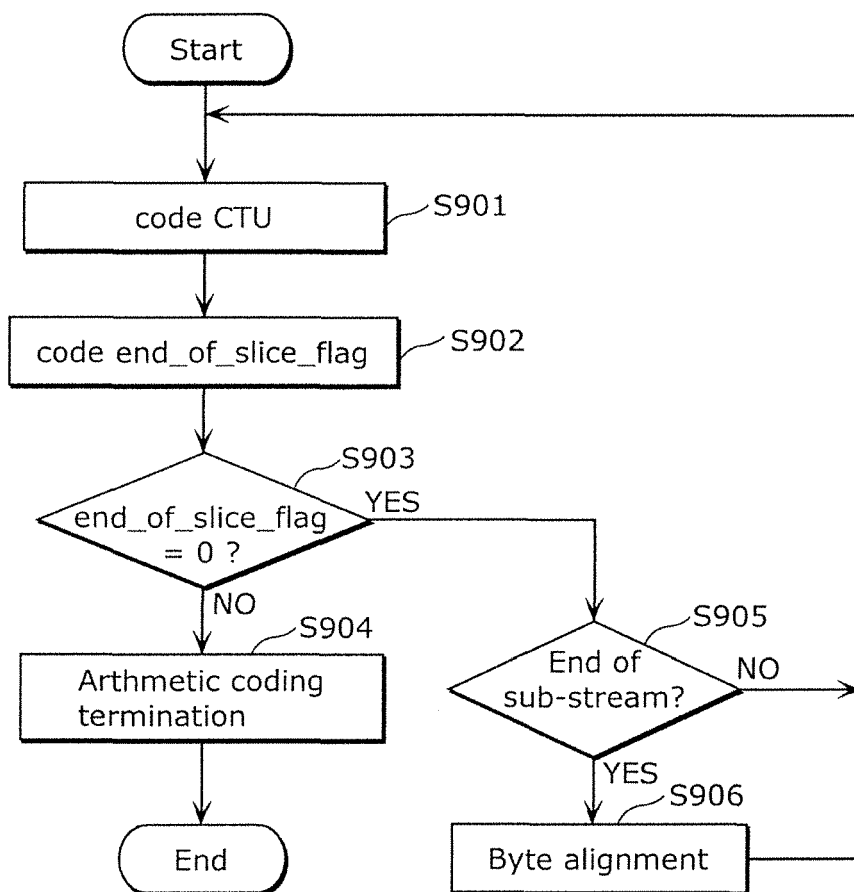 Start
code CTU
S901
code end_of_slice_flag
S902
S903
end_of_slice_flag
= 0 ?
YES
NO
S904
Arthmetic coding
termination
End
S905
End of
sub-stream?
NO
YES
S906
Byte alignment